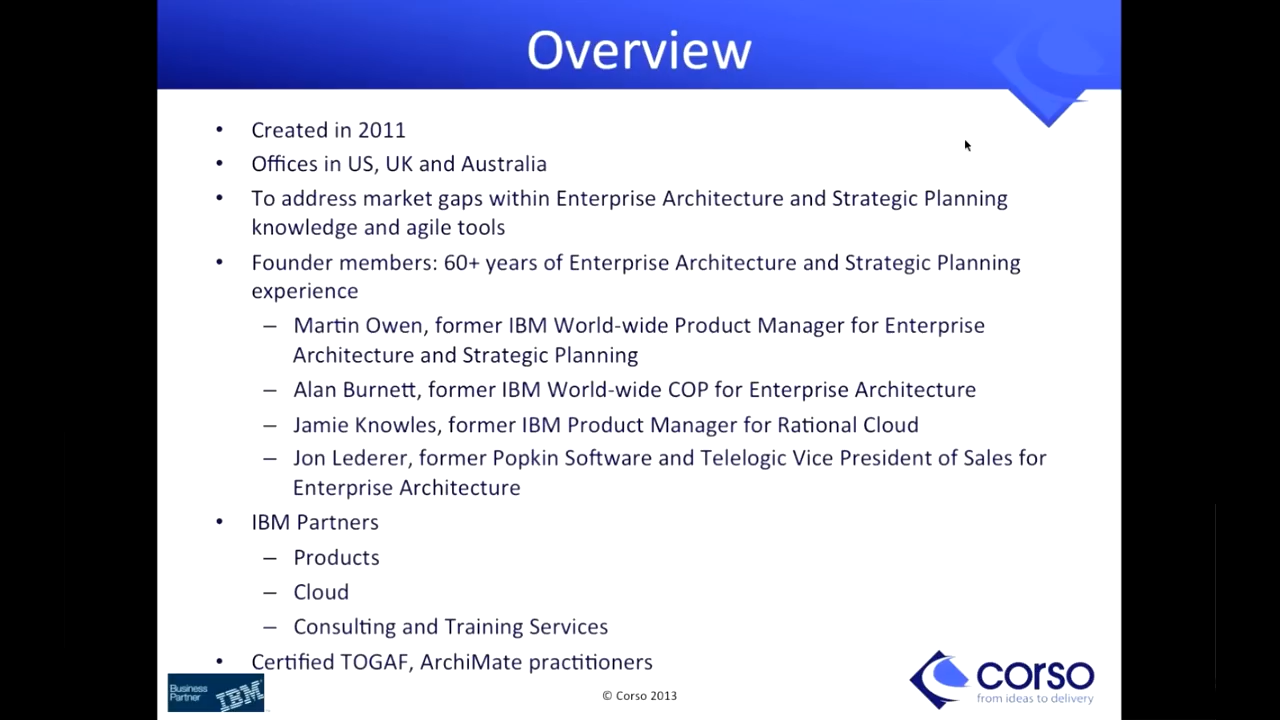 Overview
• Created in 2011
• Offices in US, UK and Australia
• To address market gaps within Enterprise Architecture and Strategic Planning
knowledge and agile tools
• Founder members: 60+ years of Enterprise Architecture and Strategic Planning
experience
– Martin Owen, former IBM World-wide Product Manager for Enterprise
Architecture and Strategic Planning
– Alan Burnett, former IBM World-wide COP for Enterprise Architecture
– Jamie Knowles, former IBM Product Manager for Rational Cloud
– Jon Lederer, former Popkin Software and Telelogic Vice President of Sales for
Enterprise Architecture
• IBM Partners
– Products
– Cloud
– Consulting and Training Services
• Certified TOGAF, ArchiMate practitioners
Business
Partner
IBM
© Corso 2013
corso
from ideas to delivery